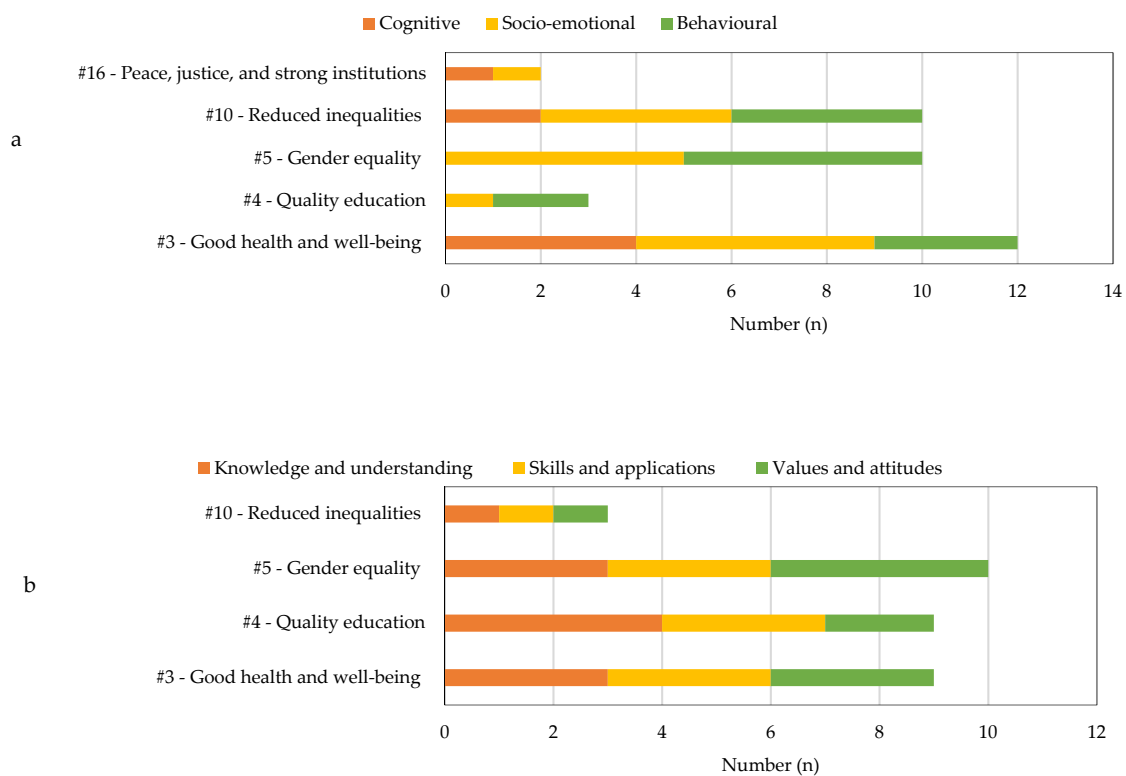 Cognitive Socio-emotional Behavioural
a
#16 - Peace, justice, and strong institutions
#10 - Reduced inequalities
#5 - Gender equality
#4 - Quality education
#3 - Good health and well-being
0 2 4 6 8 10 12 14
Number (n)
Knowledge and understanding Skills and applications Values and attitudes
b
#10 - Reduced inequalities
#5 - Gender equality
#4 - Quality education
#3 - Good health and well-being
0 2 4 6 8 10 12
Number (n)